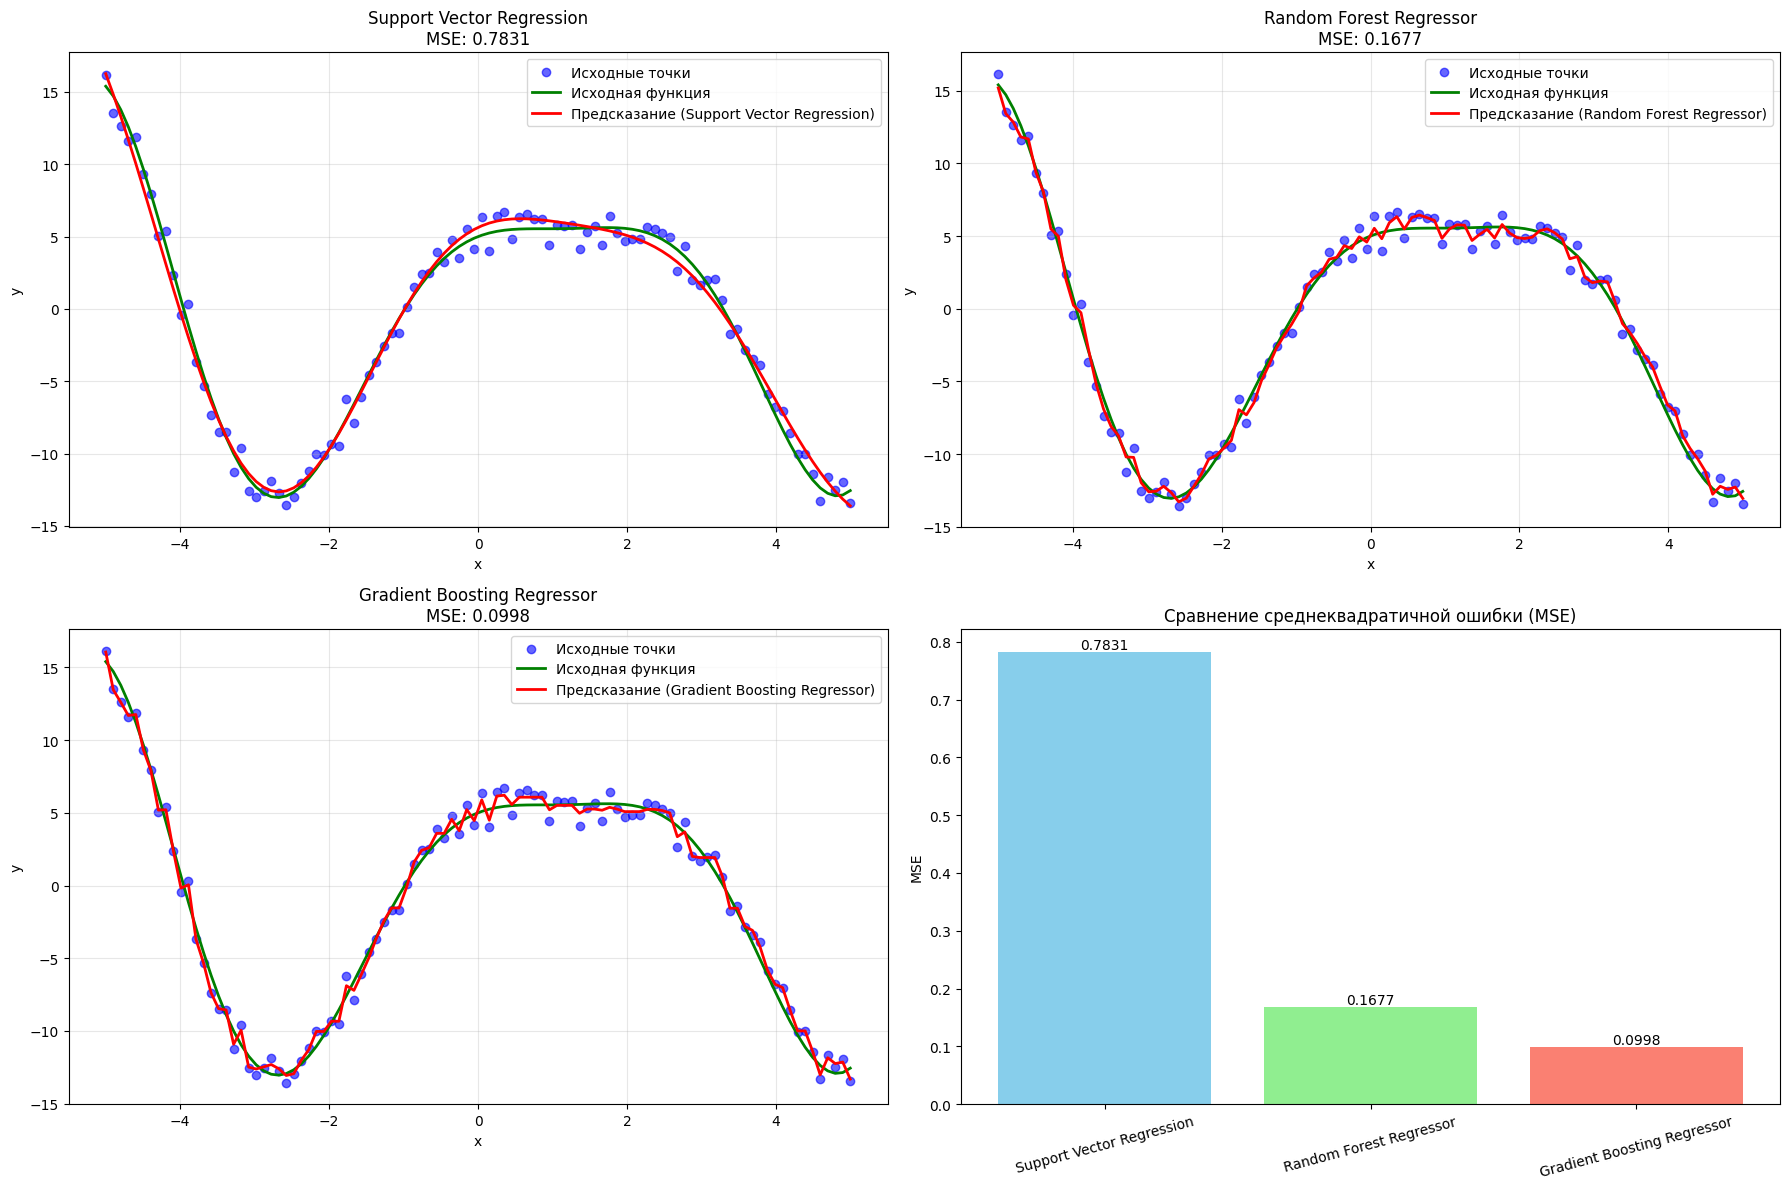 Support Vector Regression
MSE: 0.7831
Исходные точки
Исходная функция
Предсказание (Support Vector Regression)
y
15
10
5
0
−5
−10
−15
−4
−2
0
2
4
x
Random Forest Regressor
MSE: 0.1677
Исходные точки
Исходная функция
Предсказание (Random Forest Regressor)
y
15
10
5
0
−5
−10
−15
−4
−2
0
2
4
x
Gradient Boosting Regressor
MSE: 0.0998
Исходные точки
Исходная функция
Предсказание (Gradient Boosting Regressor)
y
15
10
5
0
−5
−10
−15
−4
−2
0
2
4
x
Сравнение среднеквадратичной ошибки (MSE)
MSE
0.8
0.7
0.6
0.5
0.4
0.3
0.2
0.1
0.0
0.7831
0.1677
0.0998
Support Vector Regression
Random Forest Regressor
Gradient Boosting Regressor